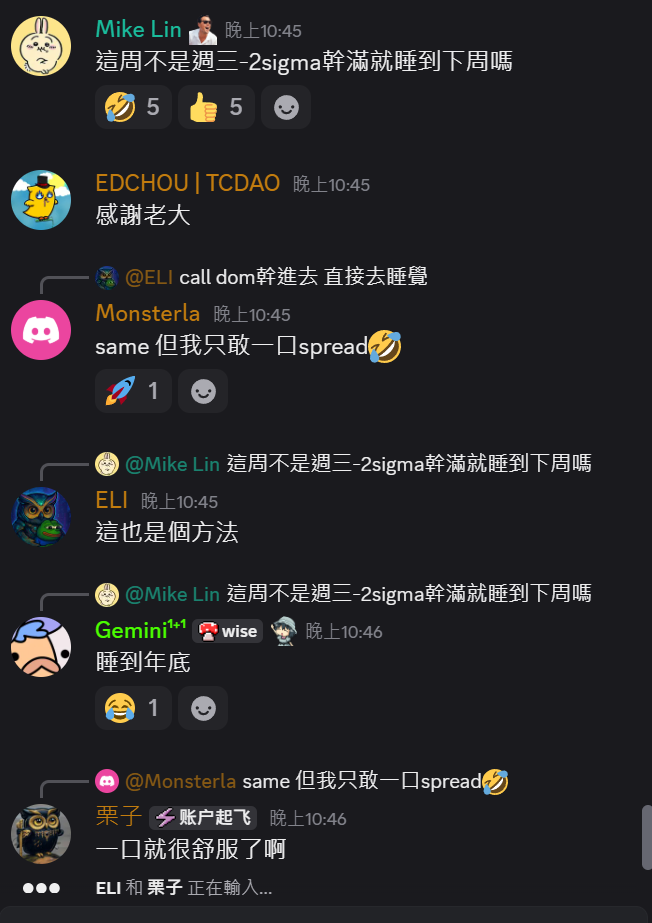 Mike Lin 晚上10:45
這周不是週三-2sigma幹滿就睡到下周嗎
5 5
EDCHOU | TCDAO 晚上10:45
感謝老大
@ELI call dom幹進去 直接去睡覺
Monsterla 晚上10:45
same 但我只敢一口spread🤣
1
@Mike Lin 這周不是週三-2sigma幹滿就睡到下周嗎
ELI 晚上10:45
這也是個方法
@Mike Lin 這周不是週三-2sigma幹滿就睡到下周嗎
Gemini¹⁺¹ wise 晚上10:46
睡到年底
1
@Monsterla same 但我只敢一口spread🤣
栗子 账户起飞 晚上10:46
一口就很舒服了啊
ELI 和 栗子 正在輸入...